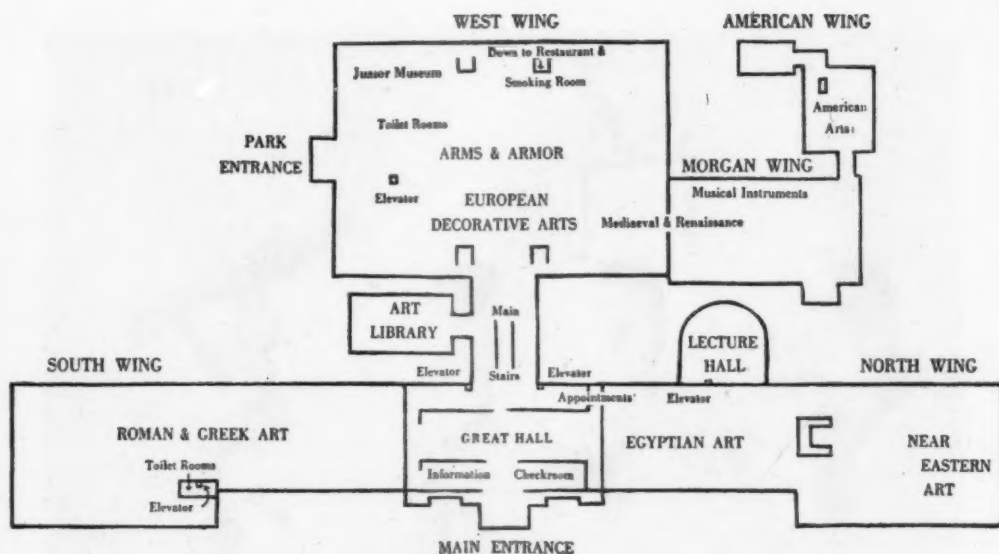 WEST WING
AMERICAN WING
Down to Restaurant &
Smoking Room
Junior Museum
American
Arts
Toilet Rooms
PARK
ENTRANCE
ARMS & ARMOR
MORGAN WING
Musical Instruments
Elevator
EUROPEAN
DECORATIVE ARTS
Mediaeval & Renaissance
ART
LIBRARY
Main
Stairs
LECTURE
HALL
SOUTH WING
NORTH WING
Elevator
Elevator
Appointments
Elevator
ROMAN & GREEK ART
GREAT HALL
EGYPTIAN ART
NEAR
EASTERN
ART
Toilet Rooms
Elevator
Information
Checkroom
MAIN ENTRANCE